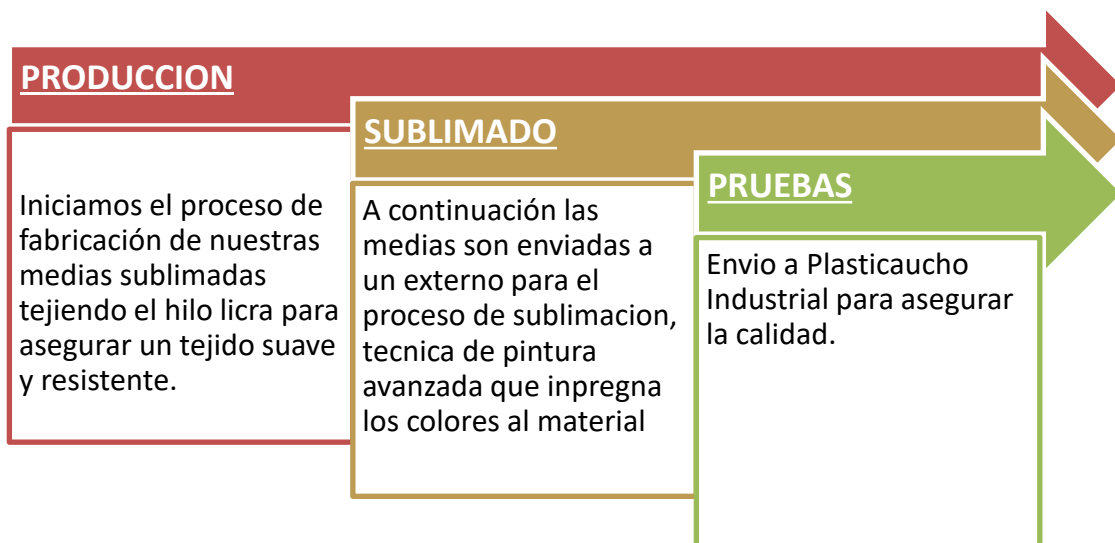 PRODUCCION
Iniciamos el proceso de
fabricación de nuestras
medias sublimadas
tejiendo el hilo licra para
asegurar un tejido suave
y resistente.
SUBLIMADO
A continuación las
medias son enviadas a
un externo para el
proceso de sublimacion,
tecnica de pintura
avanzada que inpregna
los colores al material
PRUEBAS
Envio a Plasticaucho
Industrial para asegurar
la calidad.